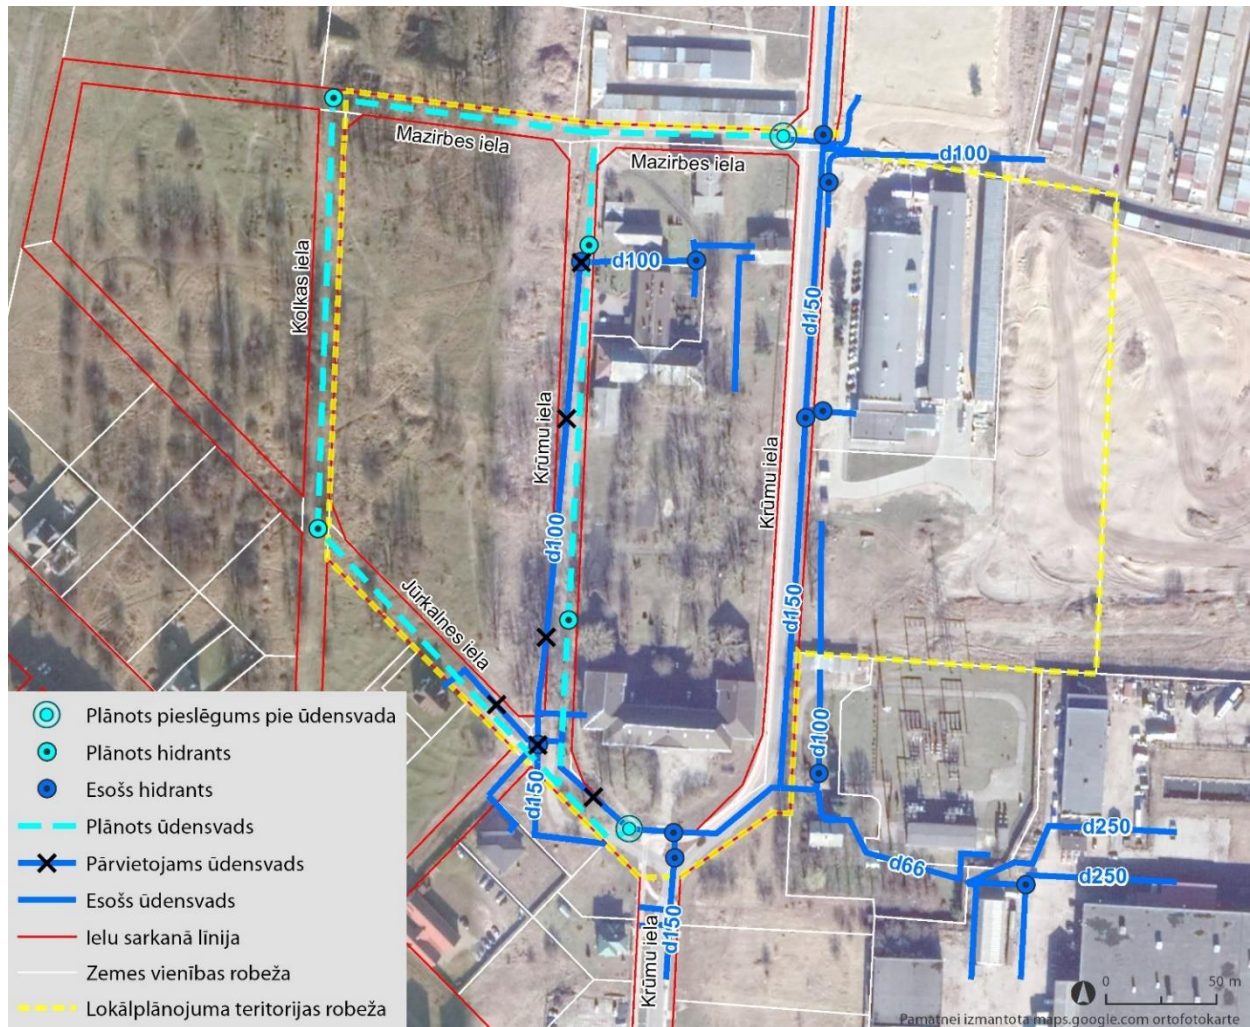 Mazirbes iela
Mazirbes iela
d100
Kolkas iela
d100
d150
Krūmu iela
Krūmu iela
d100
Jūrkalnes iela
d150
d100
d150
d250
d66
d250
d150
Krūmu iela
Plānots pieslēgums pie ūdensvada
Plānots hidrants
Esošs hidrants
Plānots ūdensvads
Pārvietojams ūdensvads
Esošs ūdensvads
Ielu sarkanā līnija
Zemes vienības robeža
Lokālplānojuma teritorijas robeža
0 50 m
Pamatnei izmantota maps.google.com ortofotokarte